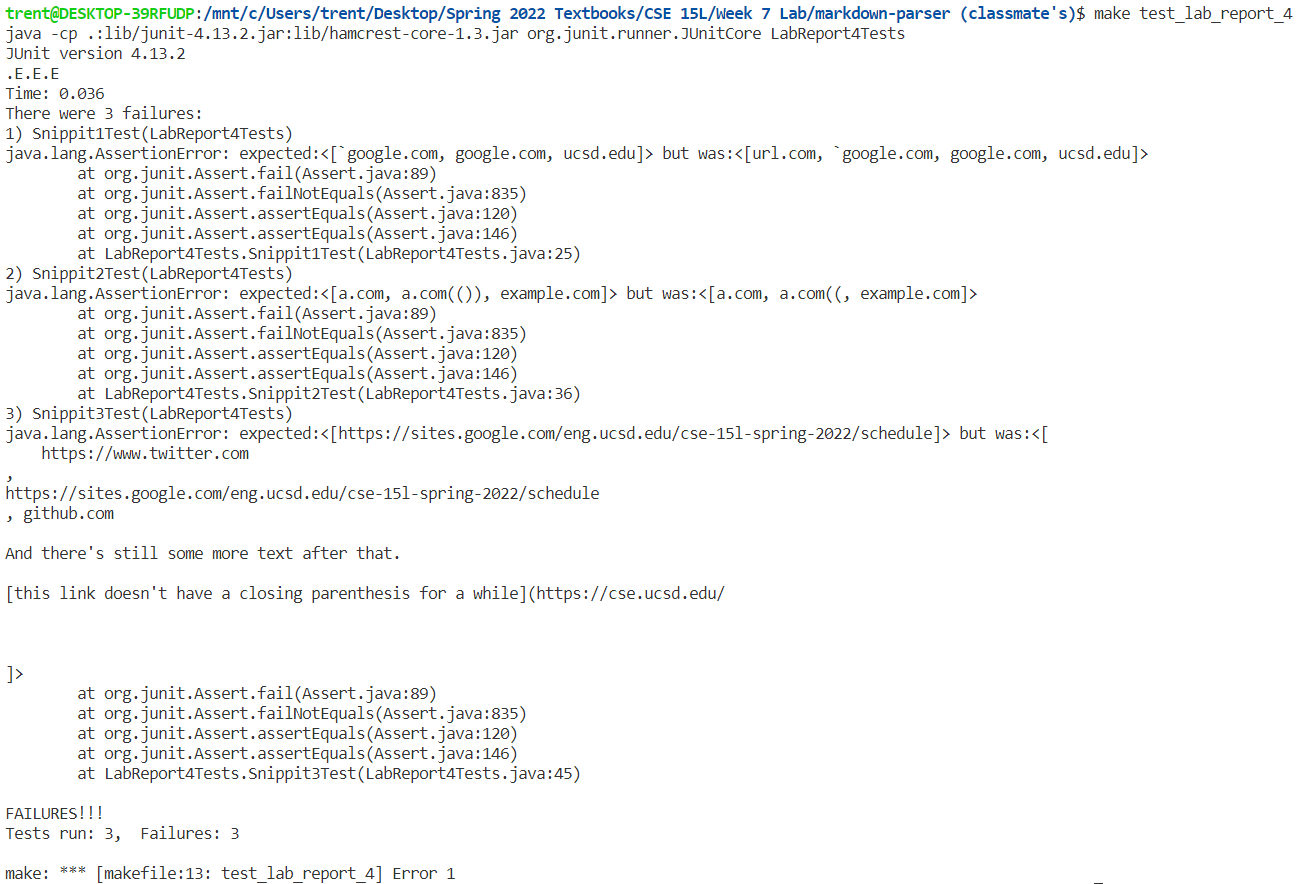 trent@DESKTOP-39RFUDP:/mnt/c/Users/trent/Desktop/Spring 2022 Textbooks/CSE 15L/Week 7 Lab/markdown-parser (classmate's)$ make test_lab_report_4
java -cp .:lib/junit-4.13.2.jar:lib/hamcrest-core-1.3.jar org.junit.runner.JUnitCore LabReport4Tests
JUnit version 4.13.2
.E.E.E
Time: 0.036
There were 3 failures:
1) Snippit1Test(LabReport4Tests)
java.lang.AssertionError: expected:<[`google.com, google.com, ucsd.edu]> but was:<[url.com, `google.com, google.com, ucsd.edu]>
        at org.junit.Assert.fail(Assert.java:89)
        at org.junit.Assert.failNotEquals(Assert.java:835)
        at org.junit.Assert.assertEquals(Assert.java:120)
        at org.junit.Assert.assertEquals(Assert.java:146)
        at LabReport4Tests.Snippit1Test(LabReport4Tests.java:25)
2) Snippit2Test(LabReport4Tests)
java.lang.AssertionError: expected:<[a.com, a.com(()), example.com]> but was:<[a.com, a.com((, example.com]>
        at org.junit.Assert.fail(Assert.java:89)
        at org.junit.Assert.failNotEquals(Assert.java:835)
        at org.junit.Assert.assertEquals(Assert.java:120)
        at org.junit.Assert.assertEquals(Assert.java:146)
        at LabReport4Tests.Snippit2Test(LabReport4Tests.java:36)
3) Snippit3Test(LabReport4Tests)
java.lang.AssertionError: expected:<[https://sites.google.com/eng.ucsd.edu/cse-15l-spring-2022/schedule]> but was:<[
    https://www.twitter.com
,
https://sites.google.com/eng.ucsd.edu/cse-15l-spring-2022/schedule
, github.com

And there's still some more text after that.

[this link doesn't have a closing parenthesis for a while](https://cse.ucsd.edu/



]>
        at org.junit.Assert.fail(Assert.java:89)
        at org.junit.Assert.failNotEquals(Assert.java:835)
        at org.junit.Assert.assertEquals(Assert.java:120)
        at org.junit.Assert.assertEquals(Assert.java:146)
        at LabReport4Tests.Snippit3Test(LabReport4Tests.java:45)

FAILURES!!!
Tests run: 3,  Failures: 3

make: *** [makefile:13: test_lab_report_4] Error 1